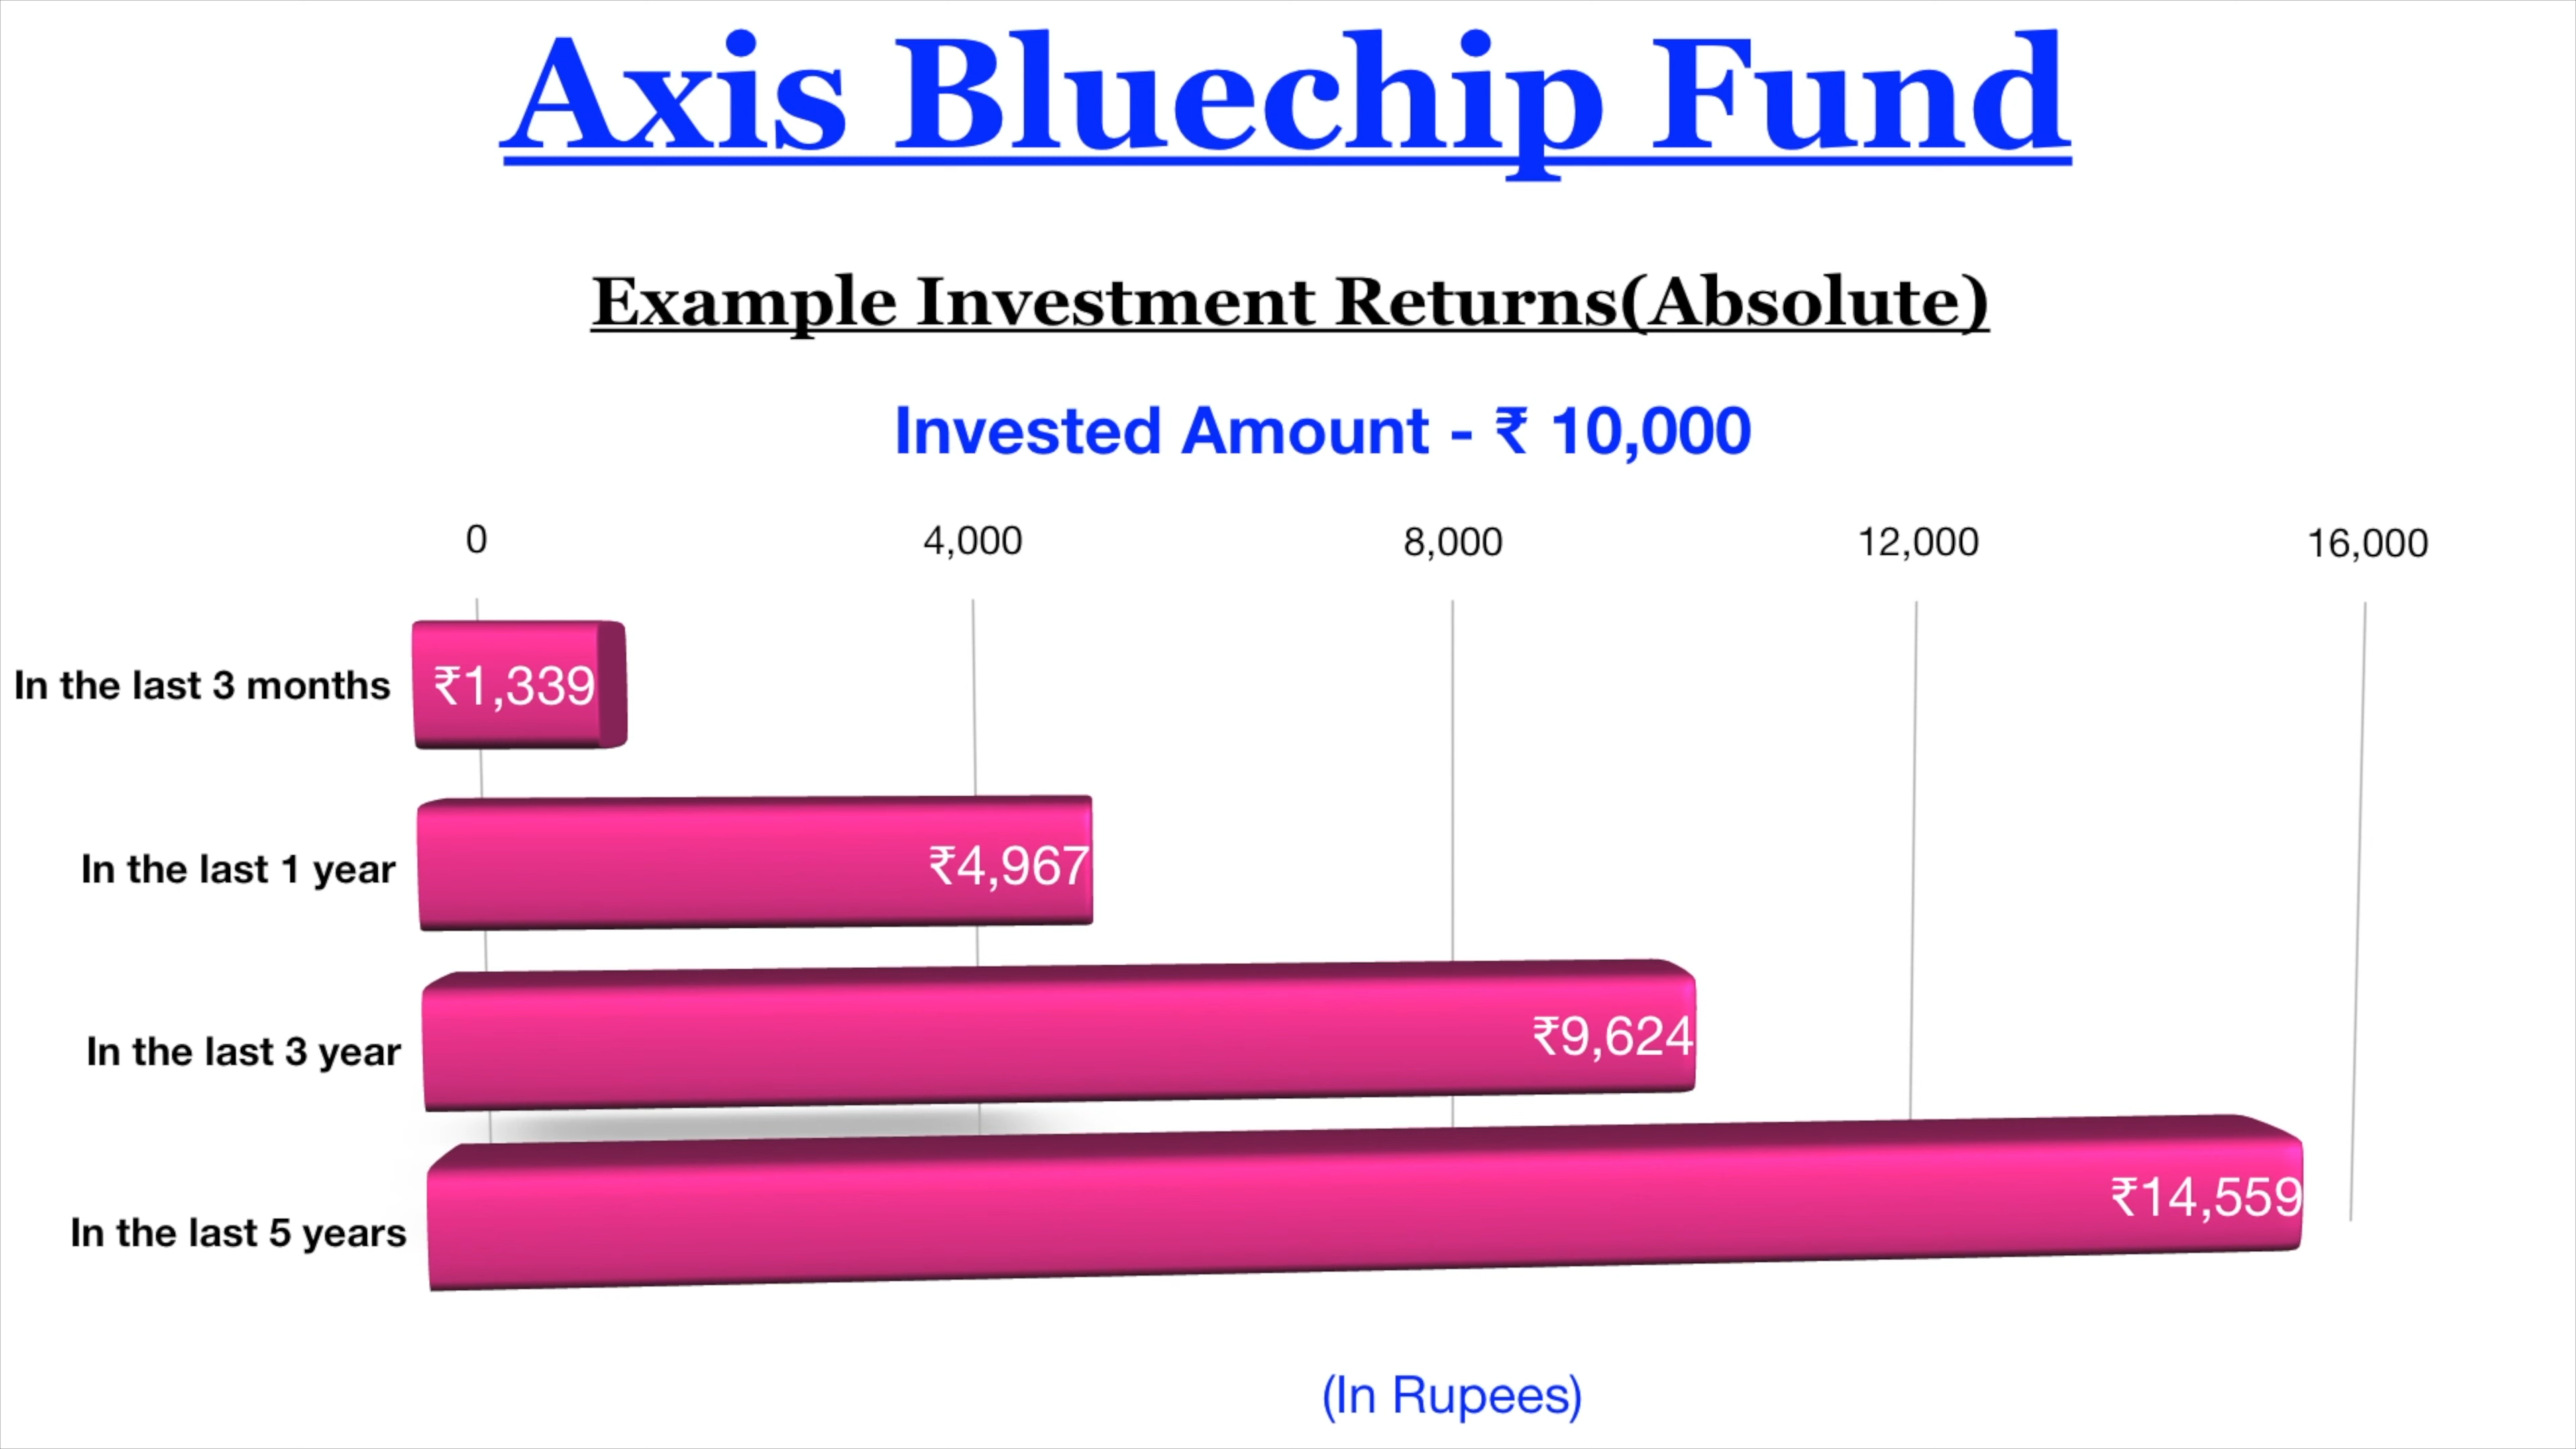 Axis Bluechip Fund
Example Investment Returns(Absolute)
Invested Amount - ₹ 10,000
0 4,000 8,000 12,000 16,000
In the last 3 months ₹1,339
In the last 1 year ₹4,967
In the last 3 year ₹9,624
In the last 5 years ₹14,559
(In Rupees)